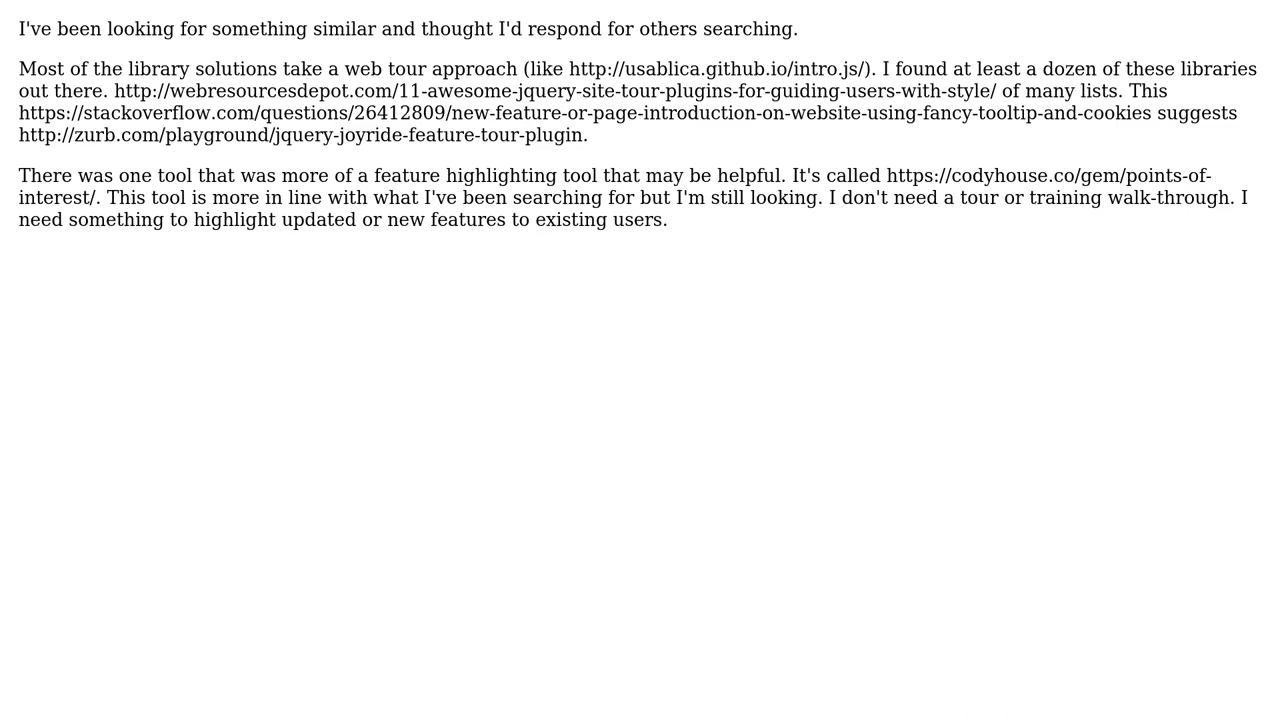 I've been looking for something similar and thought I'd respond for others searching.
Most of the library solutions take a web tour approach (like http://usablica.github.io/intro.js/). I found at least a dozen of these libraries
out there. http://webresourcesdepot.com/11-awesome-jquery-site-tour-plugins-for-guiding-users-with-style/ of many lists. This
https://stackoverflow.com/questions/26412809/new-feature-or-page-introduction-on-website-using-fancy-tooltip-and-cookies suggests
http://zurb.com/playground/jquery-joyride-feature-tour-plugin.
There was one tool that was more of a feature highlighting tool that may be helpful. It's called https://codyhouse.co/gem/points-of-
interest/. This tool is more in line with what I've been searching for but I'm still looking. I don't need a tour or training walk-through. I
need something to highlight updated or new features to existing users.